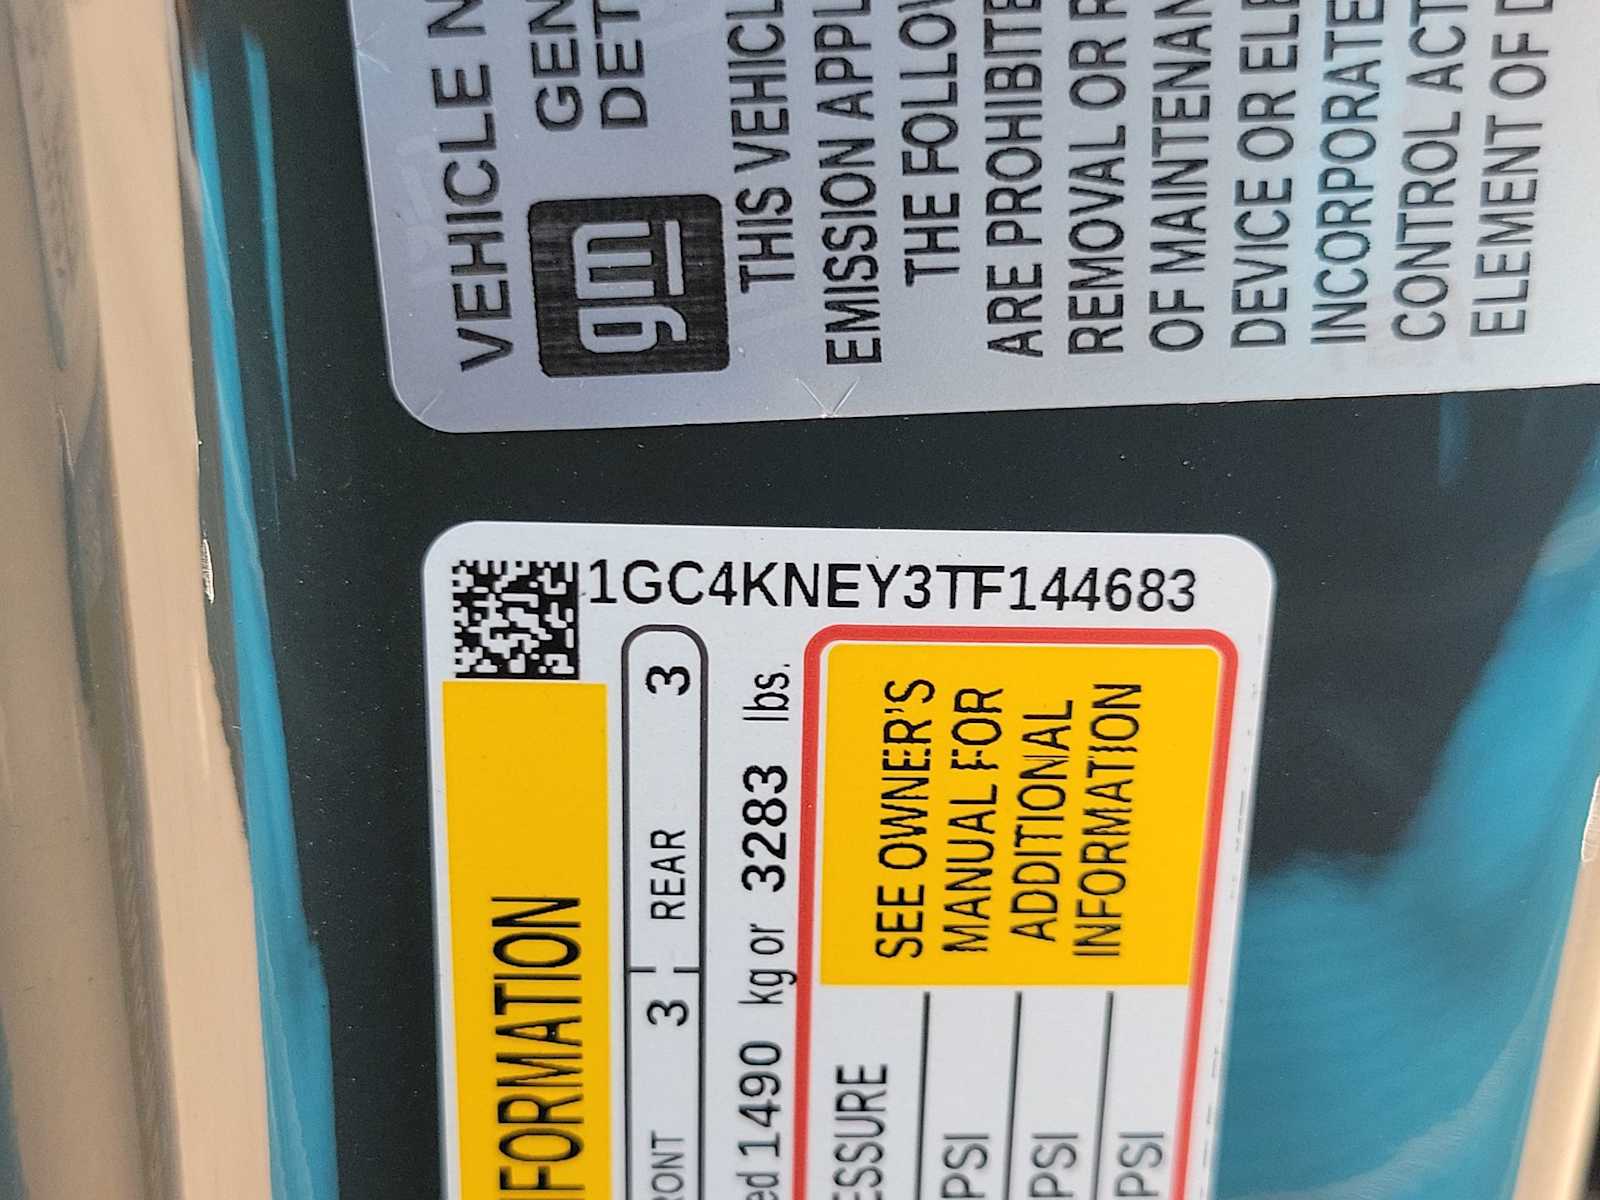 VEHICLE N
GEN
DET
gm
THIS VEHICL
EMISSION APPL
THE FOLLOW
ARE PROHIBITE
REMOVAL OR R
OF MAINTENAN
DEVICE OR ELE
INCORPORATE
CONTROL ACT
ELEMENT OF D
1GC4KNEY3TF144683
FORMATION
RONT 3 REAR 3
ed 1490 kg or 3283 lbs.
ESSURE
SEE OWNER'S
MANUAL FOR
ADDITIONAL
INFORMATION
PSI
PSI
PSI